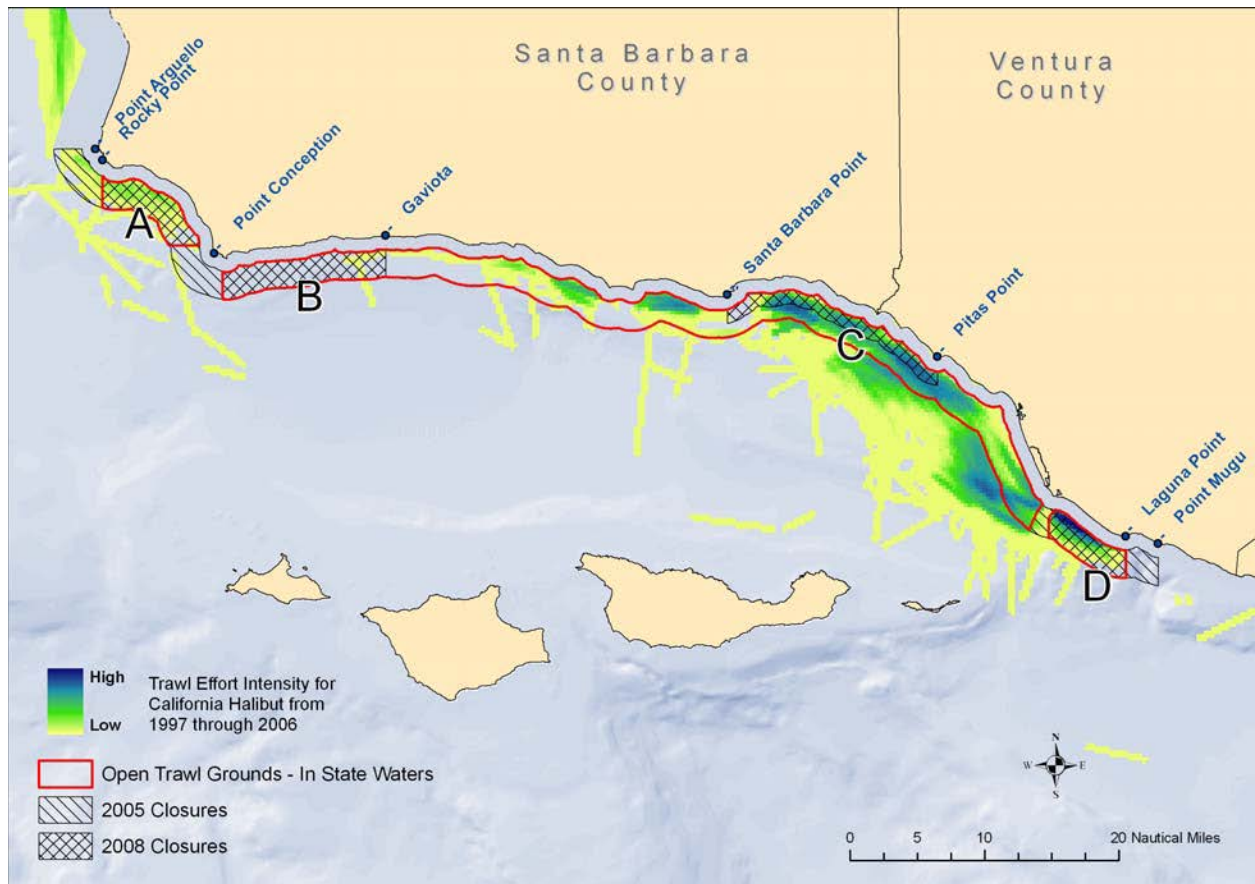 Santa Barbara
County
Ventura
County
Point Arguello
Rocky Point
Point Conception
Gaviota
Santa Barbara Point
Pitas Point
Laguna Point
Point Mugu
A
B
C
D
High
Low
Trawl Effort Intensity for
California Halibut from
1997 through 2006
Open Trawl Grounds - In State Waters
2005 Closures
2008 Closures
N
W
E
S
0 5 10 20 Nautical Miles